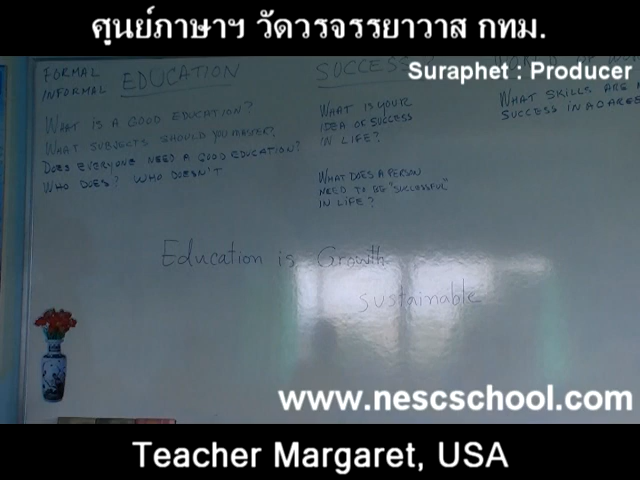 ศูนย์ภาษาฯ วัดวรจรรยาวาส กทม.
Suraphet : Producer
FORMAL
INFORMAL
EDUCATION
WHAT IS A GOOD EDUCATION?
WHAT SUBJECTS SHOULD YOU MASTER?
DOES EVERYONE NEED A GOOD EDUCATION?
WHO DOES? WHO DOESN'T
SUCCESS
WHAT IS YOUR
IDEA OF SUCCESS
IN LIFE?
WHAT DOES A PERSON
NEED TO BE "SUCCESSFUL"
IN LIFE?
WHAT SKILLS ARE
SUCCESS IN A
Education is Growth
sustainable
www.nescschool.com
Teacher Margaret, USA